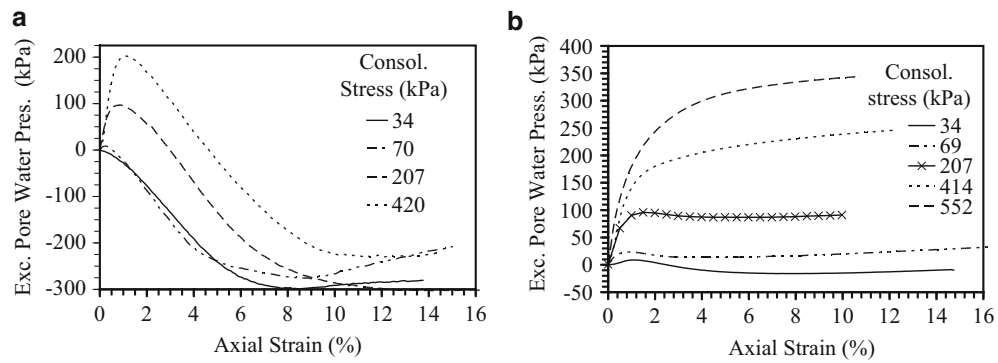 a
Exc. Pore Water Pres. (kPa)
200
100
0
-100
-200
-300
0 2 4 6 8 10 12 14 16
Axial Strain (%)
Consol.
Stress (kPa)
34
70
207
420
b
Exc. Pore Water Press. (kPa)
400
350
300
250
200
150
100
50
0
-50
0 2 4 6 8 10 12 14 16
Axial Strain (%)
Consol.
stress (kPa)
34
69
207
414
552